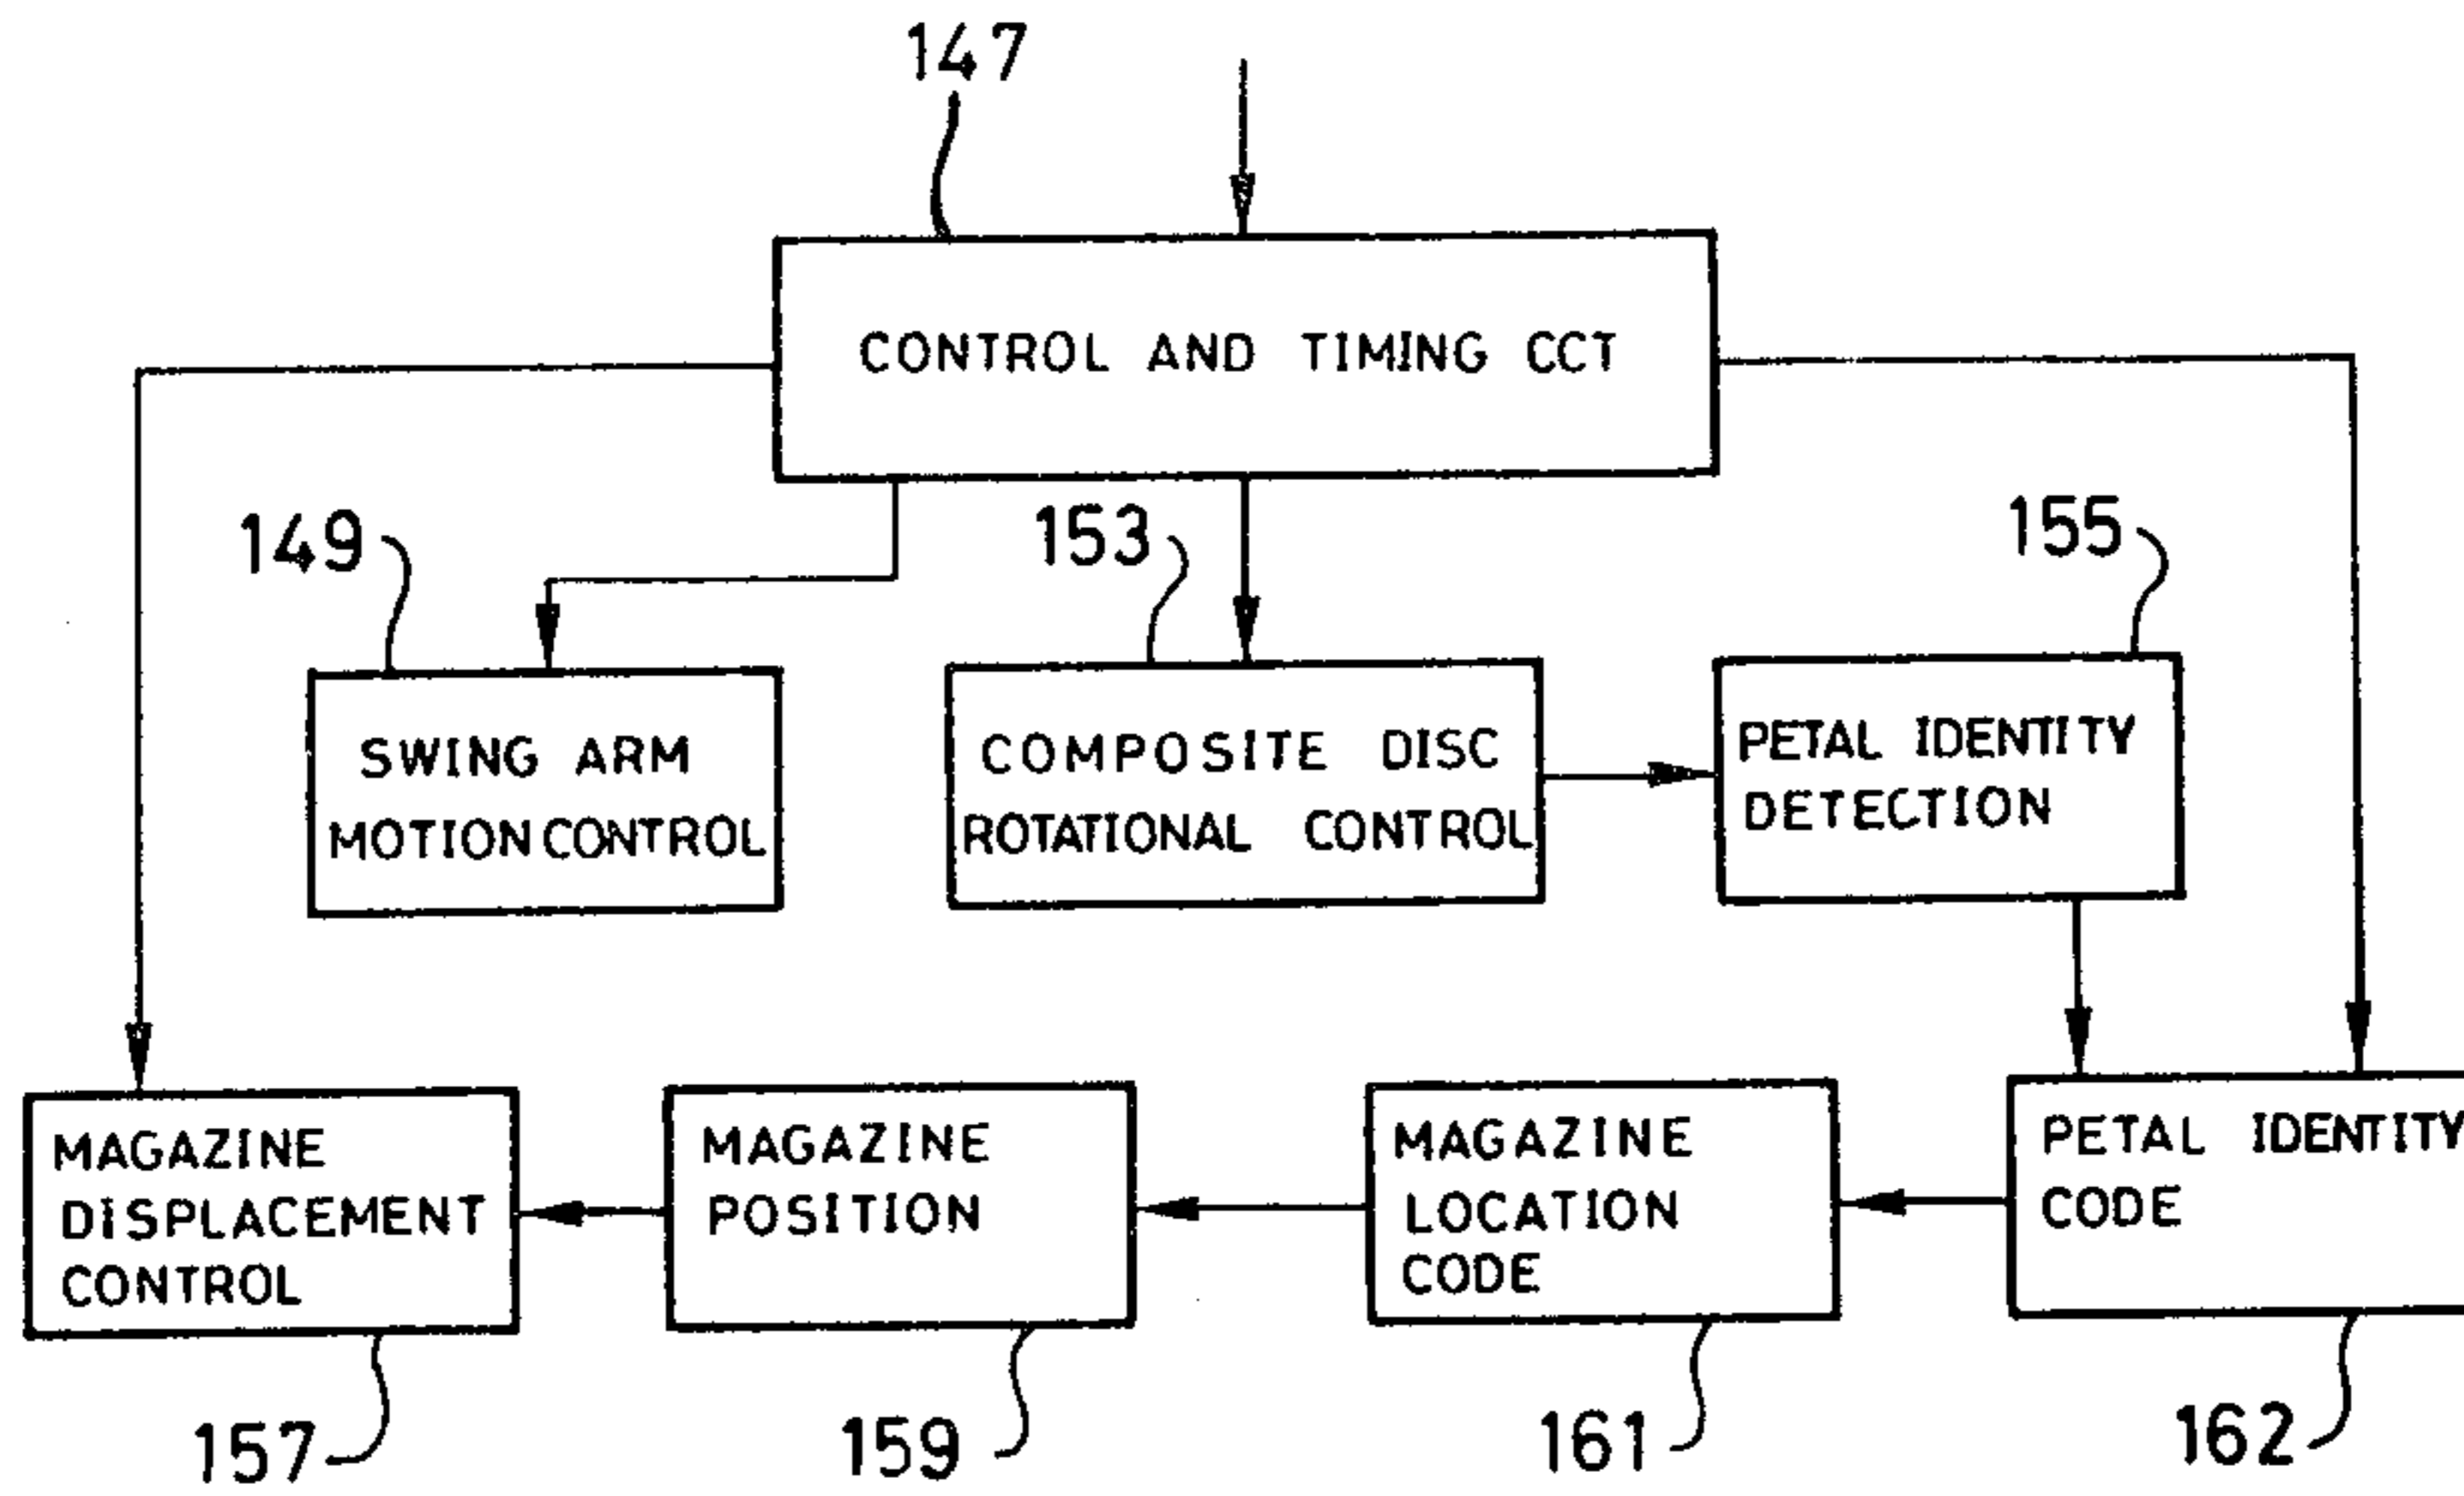 147
CONTROL AND TIMING CCT
149
153
155
SWING ARM
MOTION CONTROL
COMPOSITE DISC
ROTATIONAL CONTROL
PETAL IDENTITY
DETECTION
MAGAZINE
DISPLACEMENT
CONTROL
MAGAZINE
POSITION
MAGAZINE
LOCATION
CODE
PETAL IDENTITY
CODE
157
159
161
162